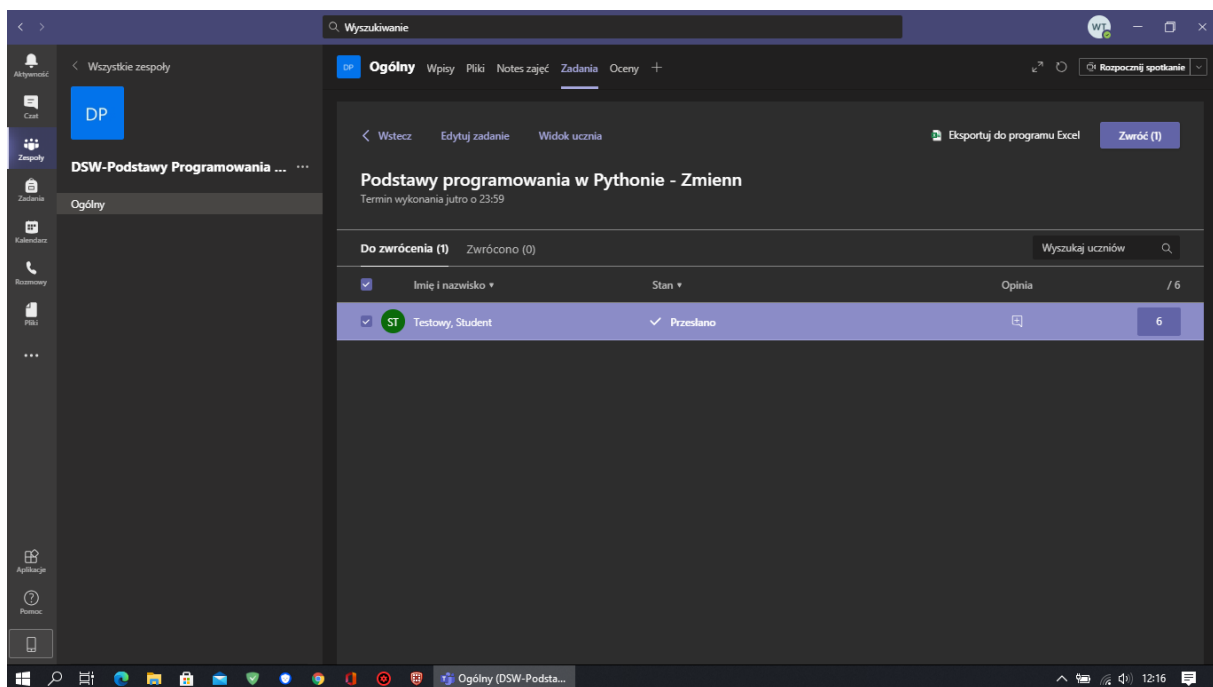 Wyszukiwanie
WT
Aktywność
Czat
Zespoły
Zadania
Kalendarz
Rozmowy
Pliki
Aplikacje
Pomoc
Wszystkie zespoły
DP
DSW-Podstawy Programowania ... ...
Ogólny
DP Ogólny Wpisy Pliki Notes zajęć Zadania Oceny +
Rozpocznij spotkanie
Wstecz Edytuj zadanie Widok ucznia
Eksportuj do programu Excel Zwróć (1)
Podstawy programowania w Pythonie - Zmienn
Termin wykonania jutro o 23:59
Do zwrócenia (1) Zwrócono (0) Wyszukaj uczniów
Imię i nazwisko Stan Opinia / 6
ST Testowy, Student Przesłano 6
Ogólny (DSW-Podsta... 12:16